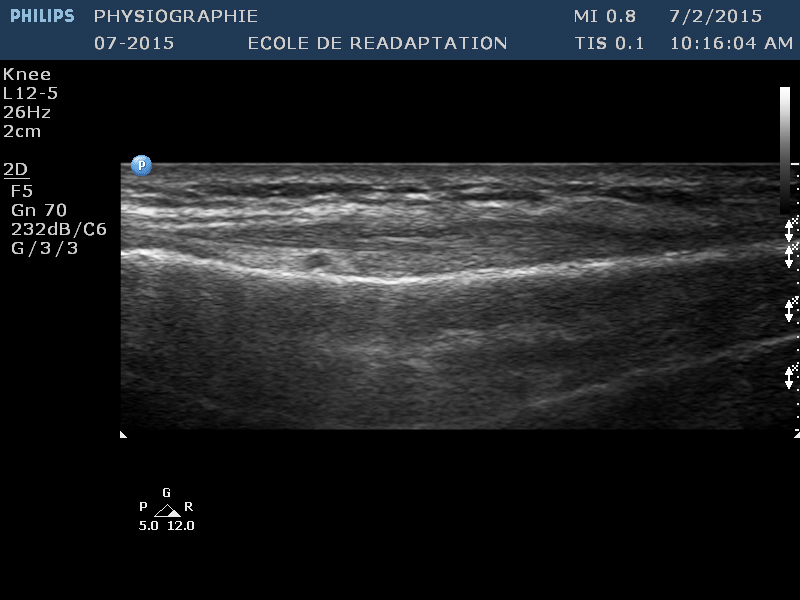 PHILIPS PHYSIOGRAPHIE MI 0.8 7/2/2015
07-2015 ECOLE DE READAPTATION TIS 0.1 10:16:04 AM
Knee
L12-5
26Hz
2cm
2D
F5
Gn 70
232dB/C6
G/3/3
P
G
P R
5.0 12.0